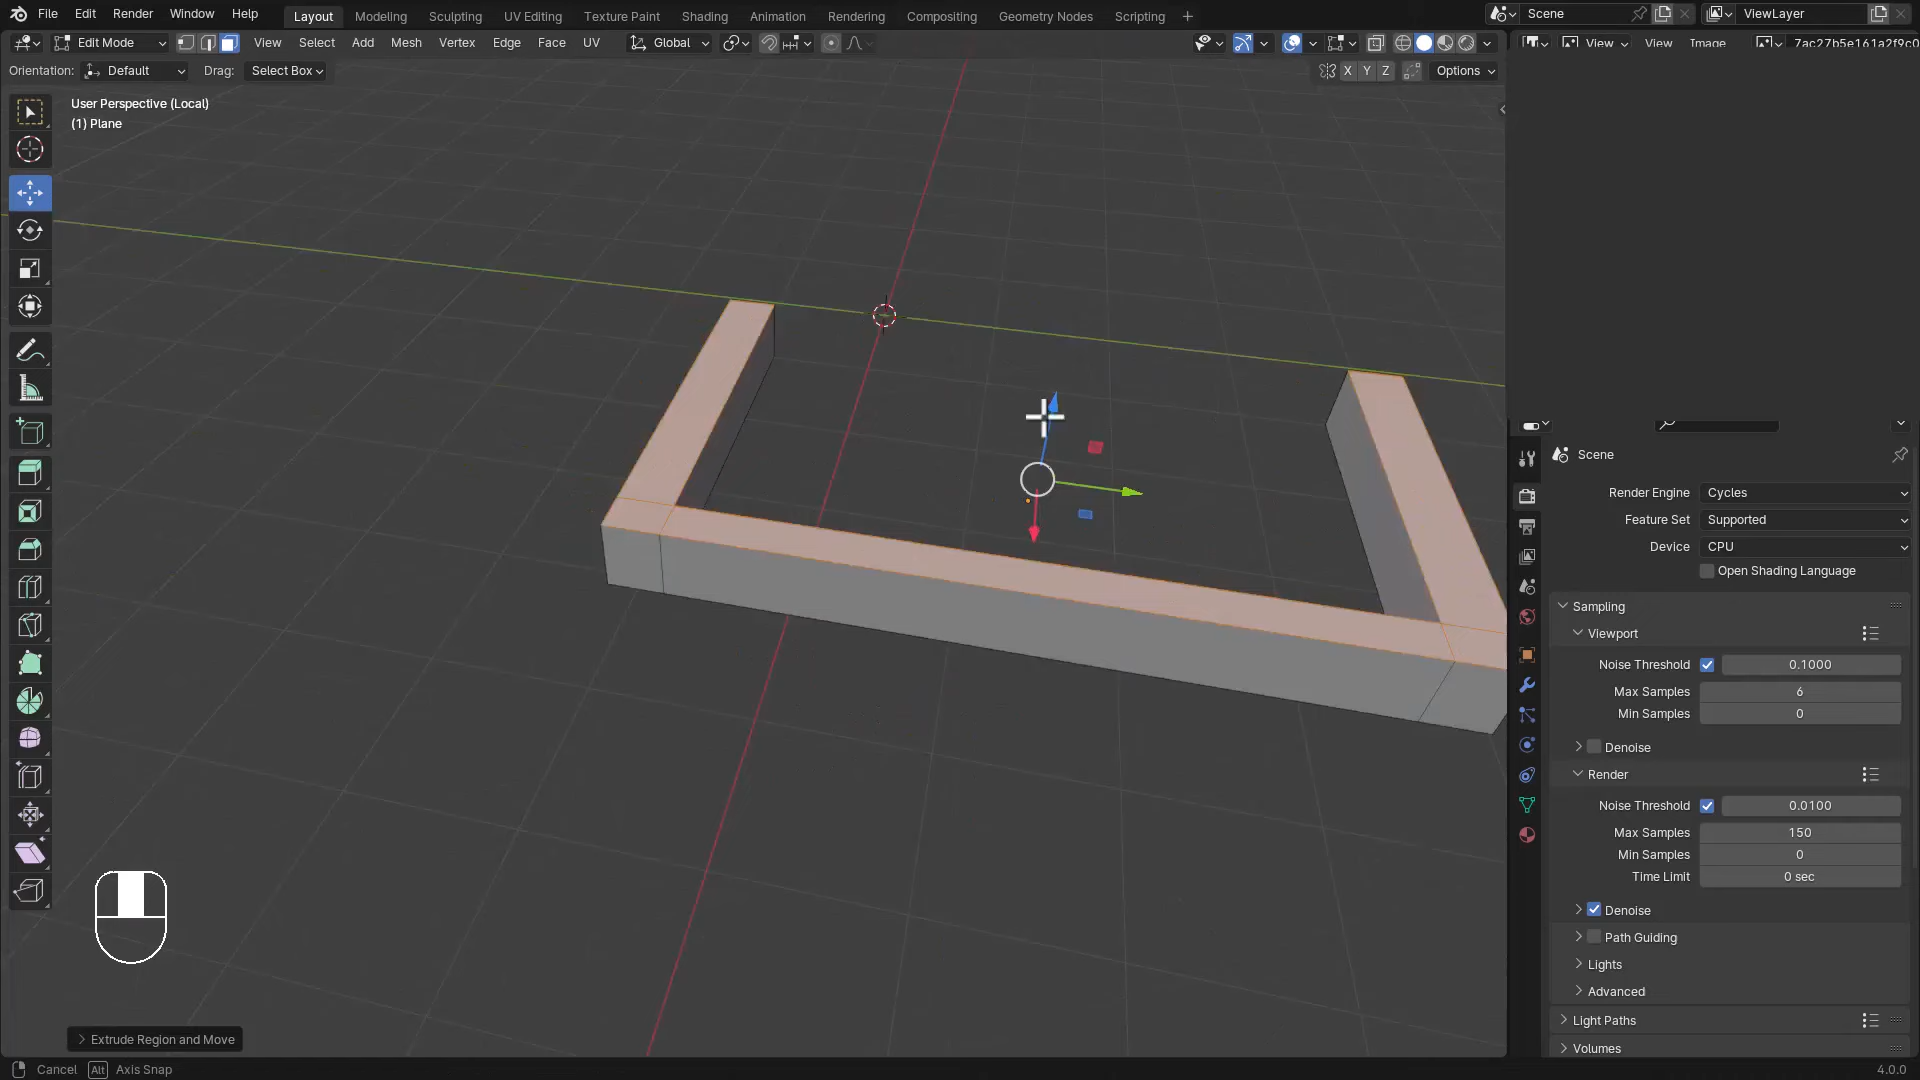 File Edit Render Window Help Layout Modeling Sculpting UV Editing Texture Paint Shading Animation Rendering Compositing Geometry Nodes Scripting + Scene ViewLayer
Edit Mode View Select Add Mesh Vertex Edge Face UV Global View View Image 7ac27b5e161a2f9c0
Orientation: Default Drag: Select Box X Y Z Options
User Perspective (Local)
(1) Plane
Scene
Render Engine Cycles
Feature Set Supported
Device CPU
Open Shading Language
Sampling
Viewport
Noise Threshold 0.1000
Max Samples 6
Min Samples 0
Denoise
Render
Noise Threshold 0.0100
Max Samples 150
Min Samples 0
Time Limit 0 sec
Denoise
Path Guiding
Lights
Advanced
Light Paths
Extrude Region and Move
Volumes
Cancel Alt Axis Snap 4.0.0